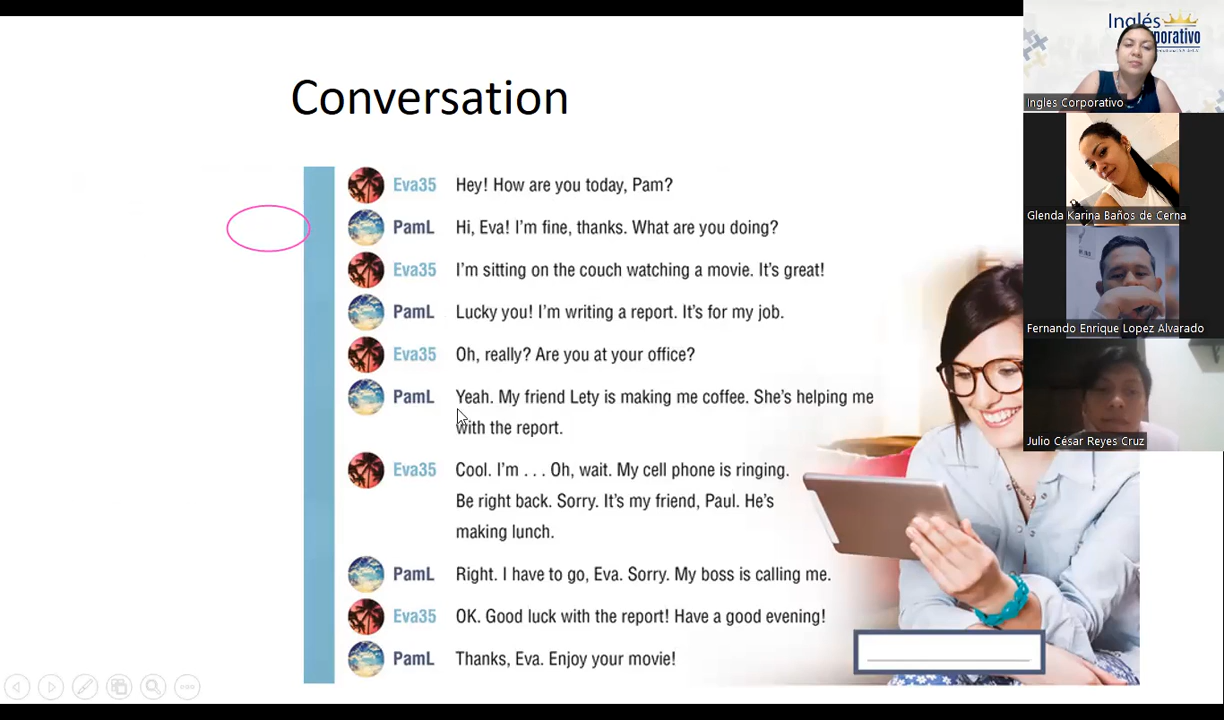 Conversation
Eva35 Hey! How are you today, Pam?
PamL Hi, Eva! I'm fine, thanks. What are you doing?
Eva35 I'm sitting on the couch watching a movie. It's great!
PamL Lucky you! I'm writing a report. It's for my job.
Eva35 Oh, really? Are you at your office?
PamL Yeah. My friend Lety is making me coffee. She's helping me
with the report.
Eva35 Cool. I'm . . . Oh, wait. My cell phone is ringing.
Be right back. Sorry. It's my friend, Paul. He's
making lunch.
PamL Right. I have to go, Eva. Sorry. My boss is calling me.
Eva35 OK. Good luck with the report! Have a good evening!
PamL Thanks, Eva. Enjoy your movie!
Inglés
Ingles Corporativo
Glenda Karina Baños de Cerna
Fernando Enrique Lopez Alvarado
Julio César Reyes Cruz